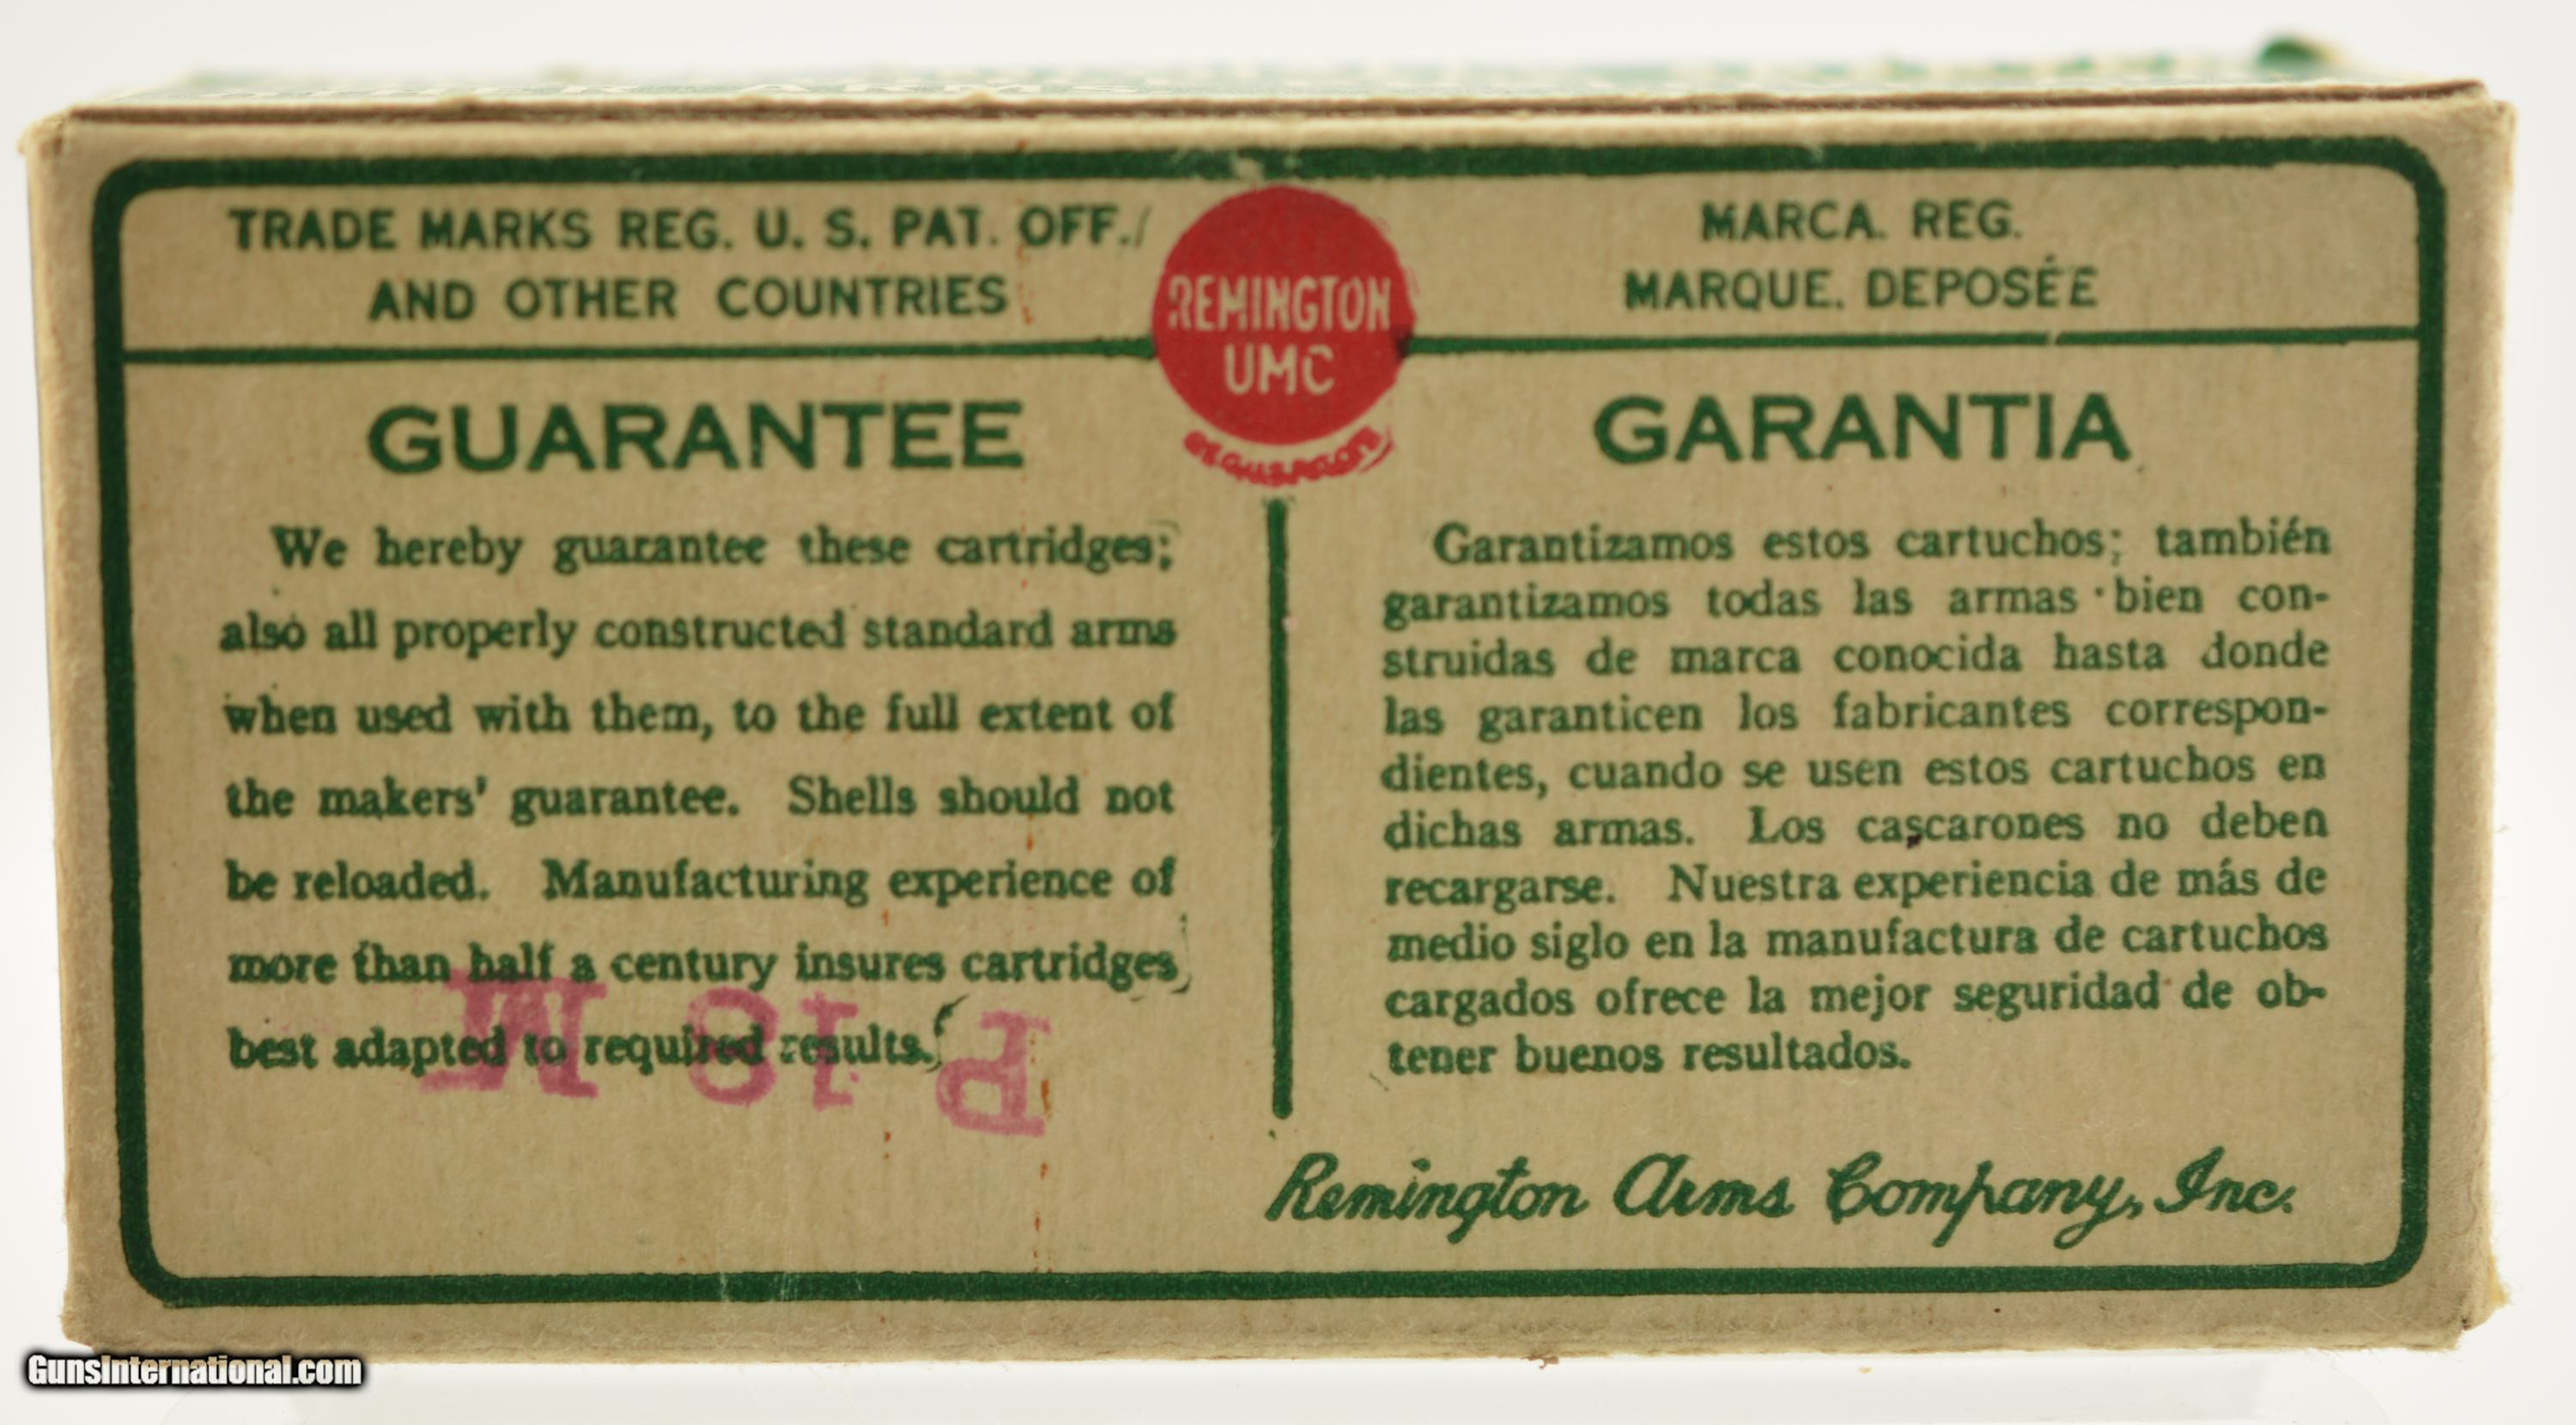 TRADE MARKS REG. U. S. PAT. OFF.
AND OTHER COUNTRIES
REMINGTON
UMC
MARCA. REG.
MARQUE. DEPOSÉE
GUARANTEE
We hereby guarantee these cartridges;
also all properly constructed standard arms
when used with them, to the full extent of
the makers' guarantee. Shells should not
be reloaded. Manufacturing experience of
more than half a century insures cartridges
best adapted to required results.
P 18 M
GARANTIA
Garantizamos estos cartuchos; también
garantizamos todas las armas bien con-
struidas de marca conocida hasta donde
las garanticen los fabricantes correspon-
dientes, cuando se usen estos cartuchos en
dichas armas. Los cascarones no deben
recargarse. Nuestra experiencia de más de
medio siglo en la manufactura de cartuchos
cargados ofrece la mejor seguridad de ob-
tener buenos resultados.
Remington Arms Company, Inc.
GunsInternational.com